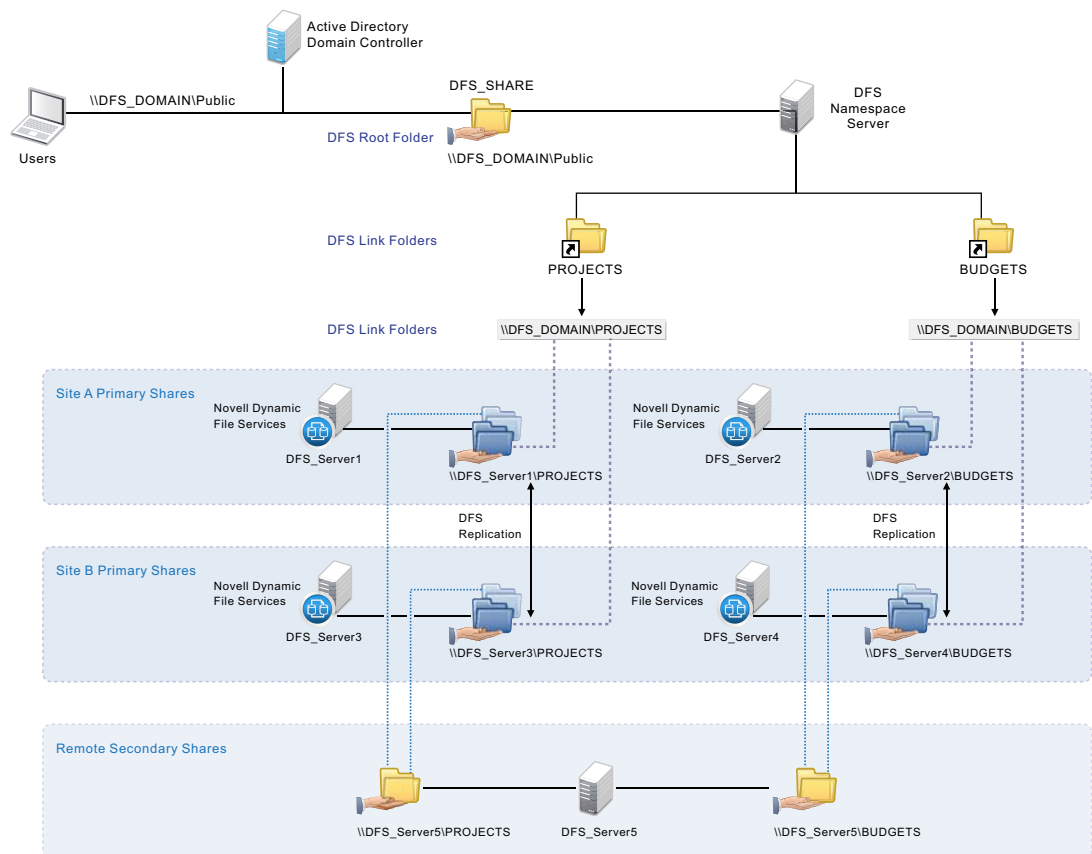 Active Directory
Domain Controller
\\DFS_DOMAIN\Public
DFS_SHARE
DFS
Namespace
Server
Users
DFS Root Folder
\\DFS_DOMAIN\Public
DFS Link Folders
PROJECTS
BUDGETS
DFS Link Folders
\\DFS_DOMAIN\PROJECTS
\\DFS_DOMAIN\BUDGETS
Site A Primary Shares
Novell Dynamic
File Services
DFS_Server1
\\DFS_Server1\PROJECTS
Novell Dynamic
File Services
DFS_Server2
\\DFS_Server2\BUDGETS
DFS
Replication
DFS
Replication
Site B Primary Shares
Novell Dynamic
File Services
DFS_Server3
\\DFS_Server3\PROJECTS
Novell Dynamic
File Services
DFS_Server4
\\DFS_Server4\BUDGETS
Remote Secondary Shares
\\DFS_Server5\PROJECTS
DFS_Server5
\\DFS_Server5\BUDGETS